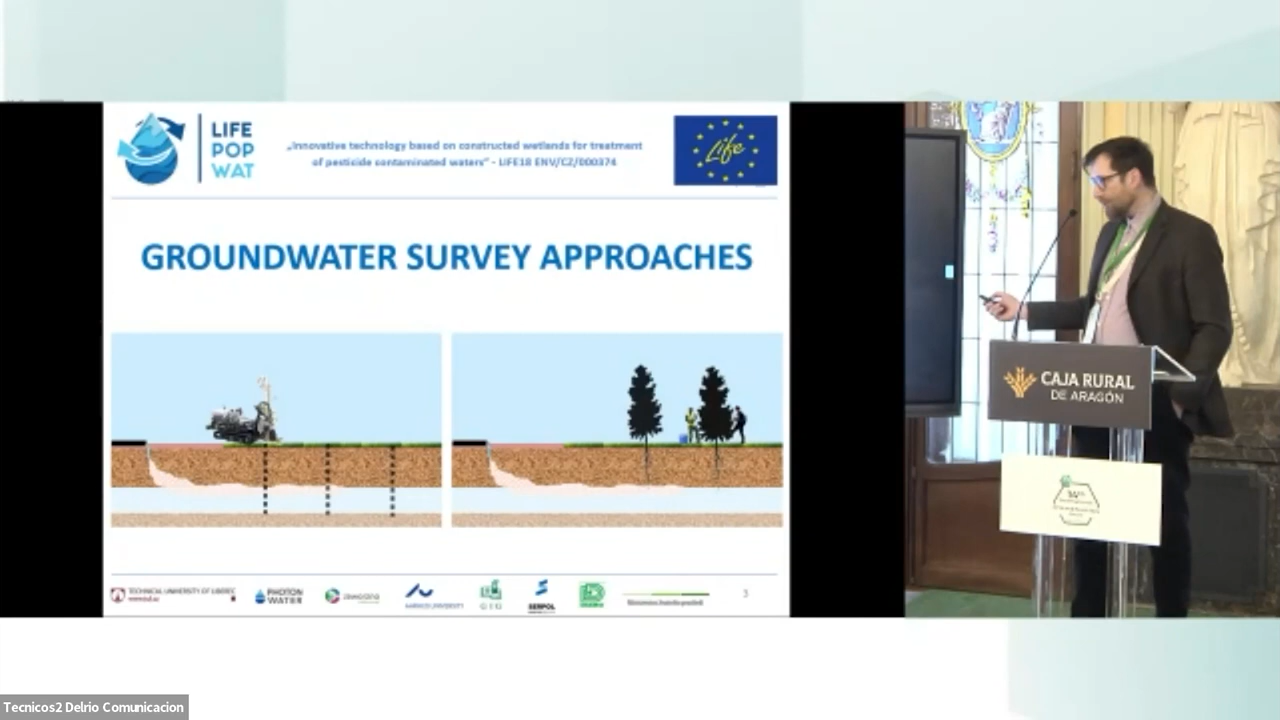 LIFE
POP
WAT
„Innovative technology based on constructed wetlands for treatment
of pesticide contaminated waters" - LIFE18 ENV/CZ/000374
Life
GROUNDWATER SURVEY APPROACHES
TECHNICAL UNIVERSITY OF LIBEREC
PHOTON
WATER
AARHUS UNIVERSITY
SERPOL
3
CAJA RURAL
DE ARAGÓN
14th
Tecnicos2 Delrio Comunicacion